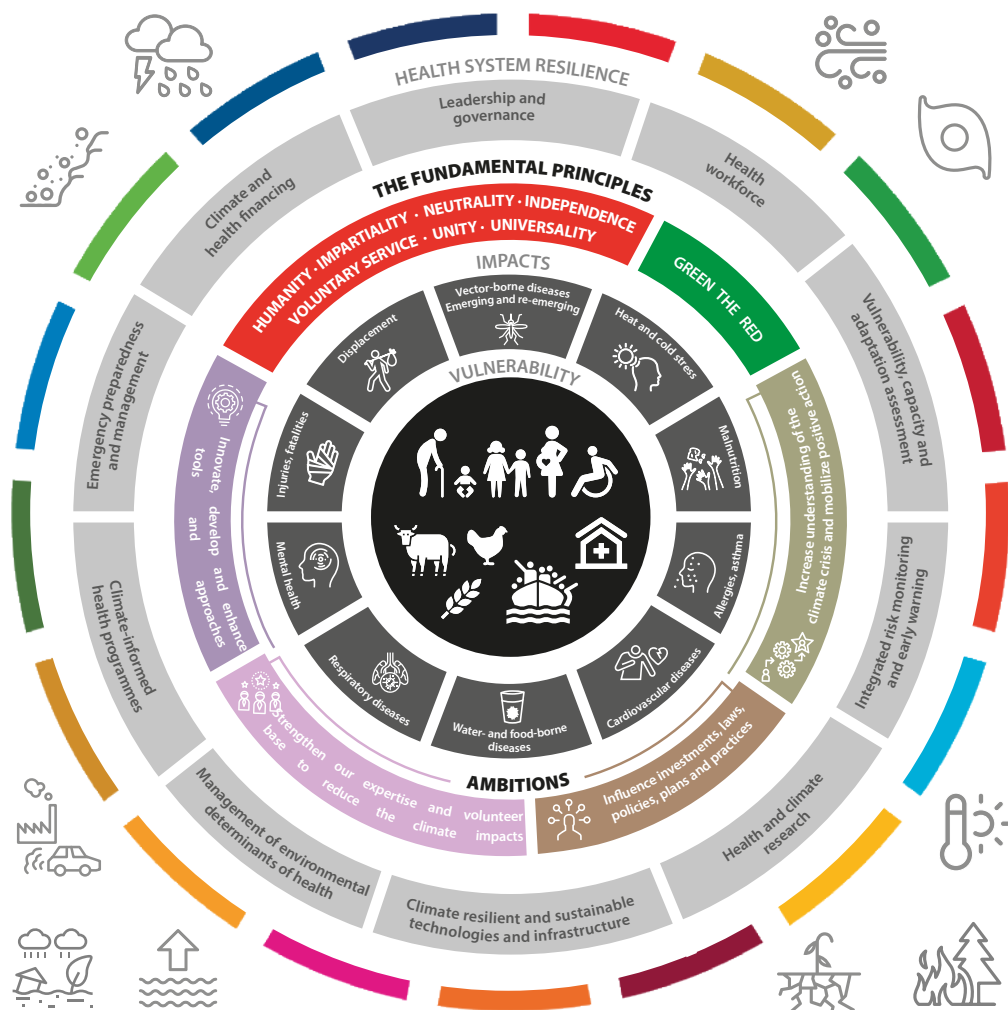 HEALTH SYSTEM RESILIENCE
Leadership and
governance
Health
workforce
Vulnerability, capacity and
adaptation assessment
Integrated risk monitoring
and early warning
Health and climate
research
Climate resilient and sustainable
technologies and infrastructure
Management of environmental
determinants of health
Climate-informed
health programmes
Emergency preparedness
and management
Climate and
health financing
THE FUNDAMENTAL PRINCIPLES
HUMANITY · IMPARTIALITY · NEUTRALITY · INDEPENDENCE
VOLUNTARY SERVICE · UNITY · UNIVERSALITY
GREEN THE RED
Increase understanding of the
climate crisis and mobilize positive action
Influence investments, laws,
policies, plans and practices
Strengthen our expertise and volunteer
base to reduce the climate impacts
Innovate, develop and enhance
tools and approaches
AMBITIONS
IMPACTS
Vector-borne diseases
Emerging and re-emerging
Heat and cold stress
Malnutrition
Allergies, asthma
Cardiovascular diseases
Water- and food-borne
diseases
Respiratory diseases
Mental health
Injuries, fatalities
Displacement
VULNERABILITY